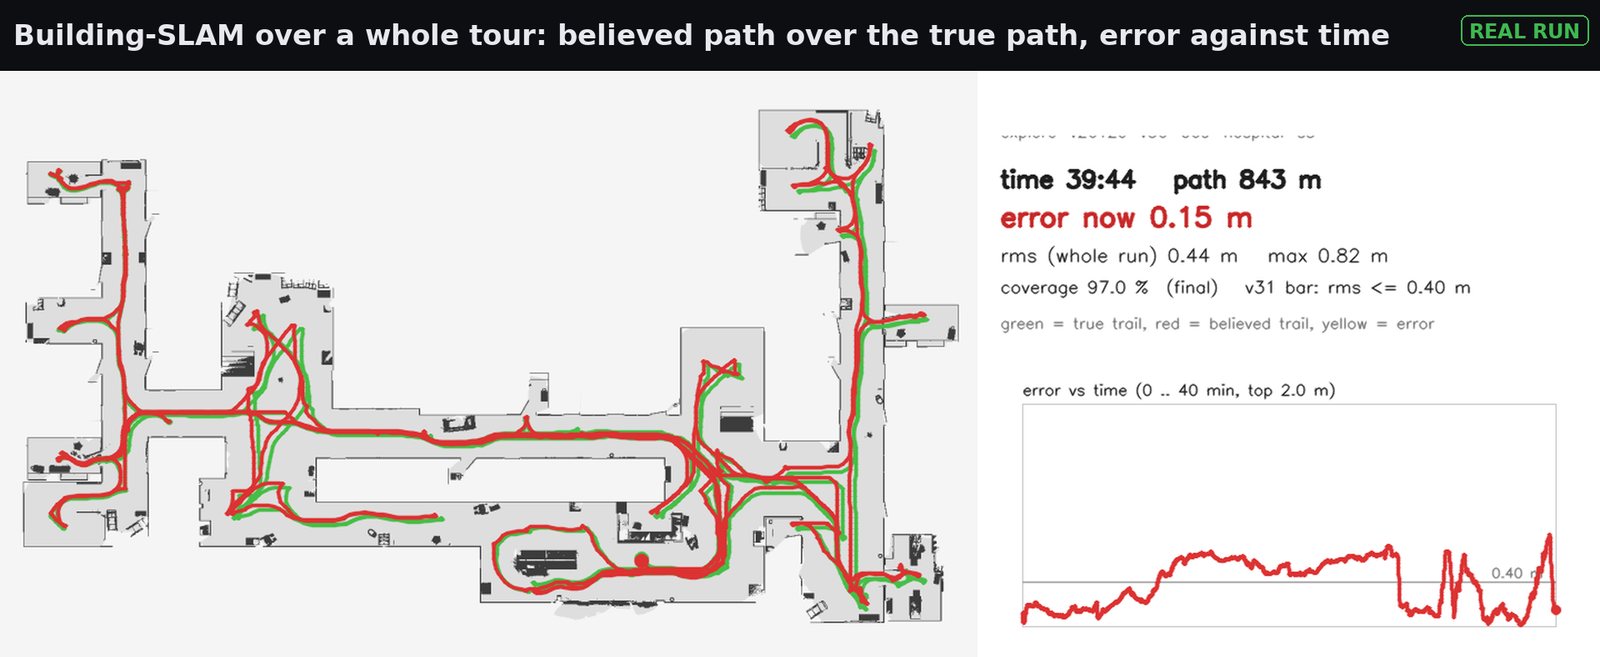 Building-SLAM over a whole tour: believed path over the true path, error against time
REAL RUN
time 39:44 path 843 m
error now 0.15 m
rms (whole run) 0.44 m max 0.82 m
coverage 97.0 % (final) v31 bar: rms <= 0.40 m
green = true trail, red = believed trail, yellow = error
error vs time (0 .. 40 min, top 2.0 m)
0.40